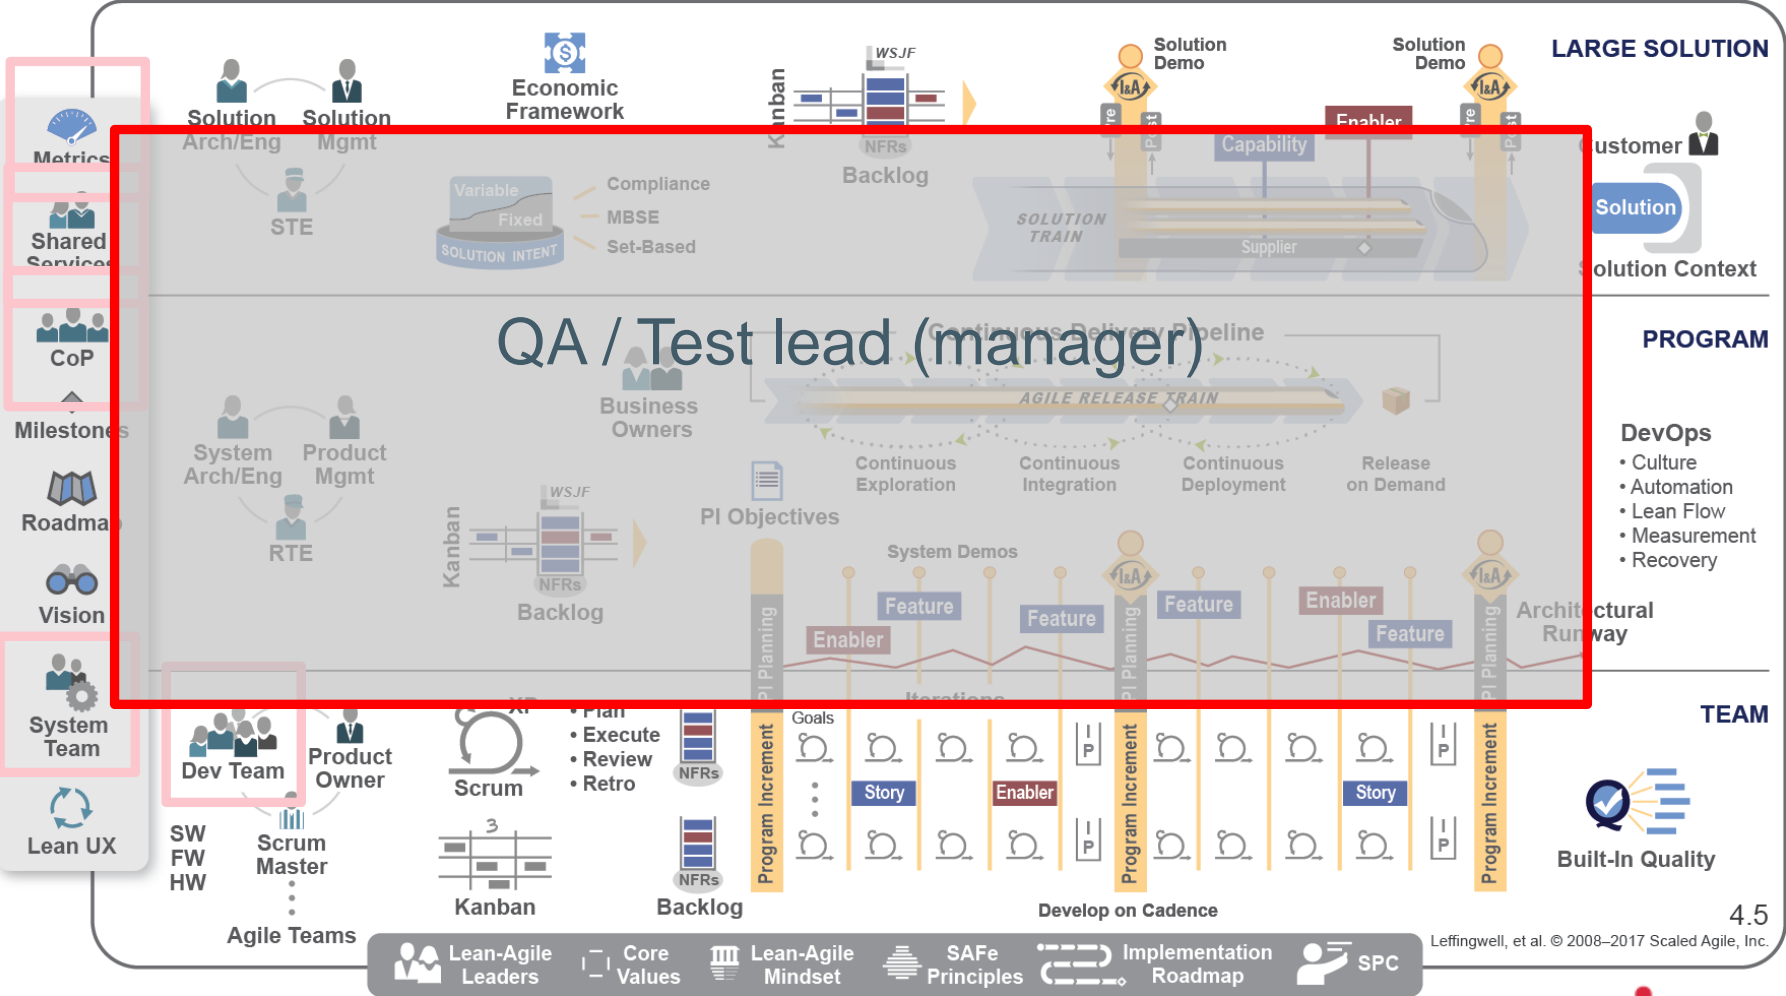 LARGE SOLUTION
Solution
Arch/Eng
Solution
Mgmt
STE
Economic
Framework
Variable
Fixed
SOLUTION INTENT
Compliance
MBSE
Set-Based
Kanban
WSJF
NFRs
Backlog
Solution
Demo
I&A
Capability
Enabler
SOLUTION
TRAIN
Supplier
Solution
Demo
I&A
Solution
Solution Context
Metrics
Shared
Services
CoP
Milestones
Roadmap
Vision
System
Team
Lean UX
QA / Test lead (manager)
PROGRAM
System
Arch/Eng
Product
Mgmt
RTE
Business
Owners
Kanban
WSJF
NFRs
Backlog
PI Objectives
Continuous Delivery Pipeline
AGILE RELEASE TRAIN
Continuous
Exploration
Continuous
Integration
Continuous
Deployment
Release
on Demand
DevOps
• Culture
• Automation
• Lean Flow
• Measurement
• Recovery
System Demos
PI Planning
Enabler
Feature
Feature
I&A
PI Planning
Feature
Enabler
Feature
I&A
PI Planning
Architectural
Runway
TEAM
Dev Team
Product
Owner
Scrum
Master
SW
FW
HW
Agile Teams
XP
Scrum
• Plan
• Execute
• Review
• Retro
3
Kanban
NFRs
NFRs
Backlog
Iterations
Goals
Program Increment
Story
Enabler
I
P
I
P
Program Increment
Story
I
P
I
P
Program Increment
Develop on Cadence
Built-In Quality
4.5
Leffingwell, et al. © 2008–2017 Scaled Agile, Inc.
Lean-Agile
Leaders
Core
Values
Lean-Agile
Mindset
SAFe
Principles
Implementation
Roadmap
SPC